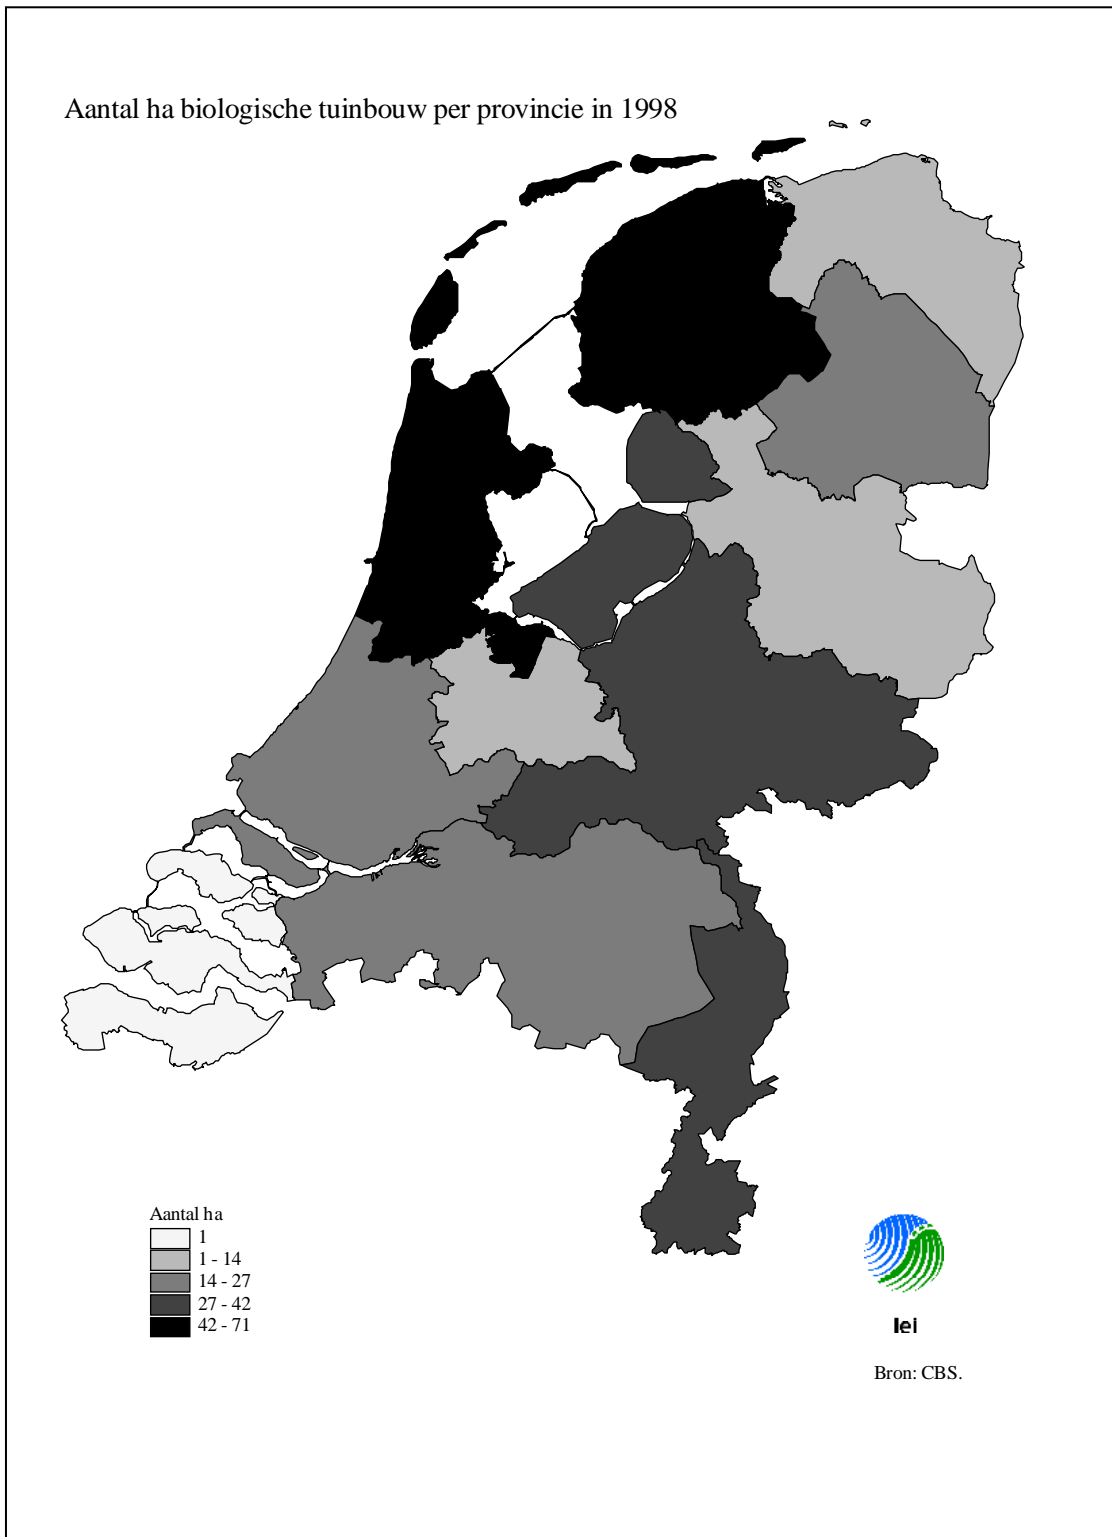 Aantal ha biologische tuinbouw per provincie in 1998
Aantal ha
1
1 - 14
14 - 27
27 - 42
42 - 71
lei
Bron: CBS.